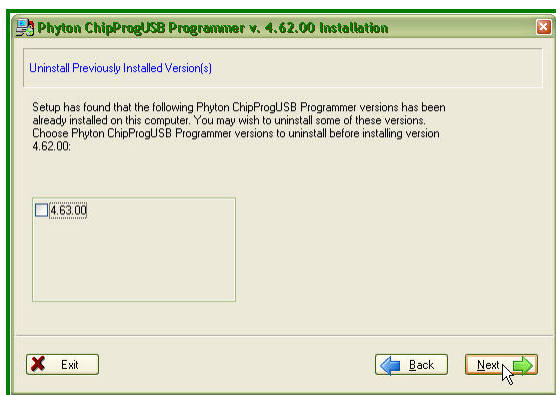 Phyton ChipProgUSB Programmer v. 4.62.00 Installation
Uninstall Previously Installed Version(s)
Setup has found that the following Phyton ChipProgUSB Programmer versions has been
already installed on this computer. You may wish to uninstall some of these versions.
Choose Phyton ChipProgUSB Programmer versions to uninstall before installing version
4.62.00:
4.63.00
Exit
Back
Next